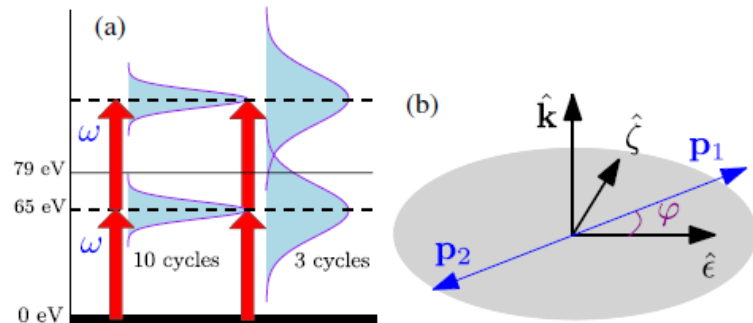 (a)
ω
79 eV
65 eV
ω
10 cycles
3 cycles
0 eV
(b)
k̂
ζ̂
p₁
φ
p₂
ε̂